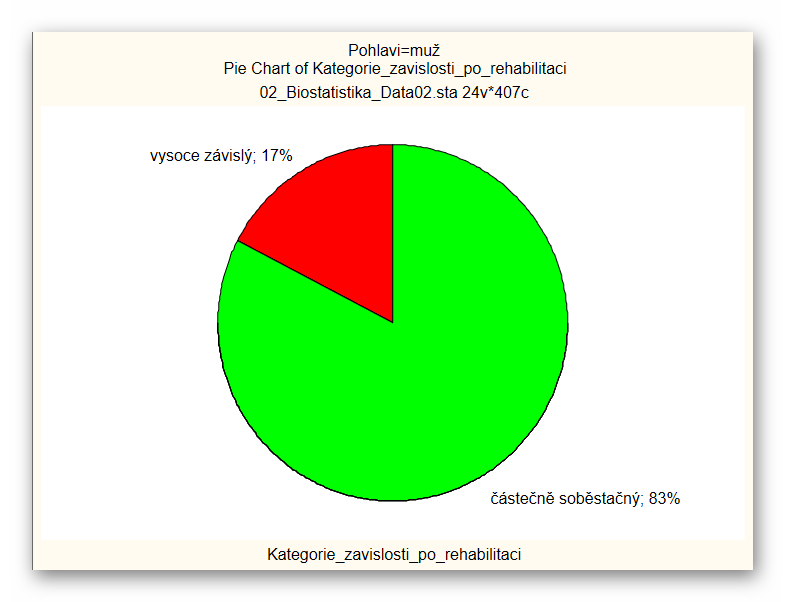 Pohlavi=muž
Pie Chart of Kategorie_zavislosti_po_rehabilitaci
02_Biostatistika_Data02.sta 24v*407c
vysoce závislý; 17%
částečně soběstačný; 83%
Kategorie_zavislosti_po_rehabilitaci